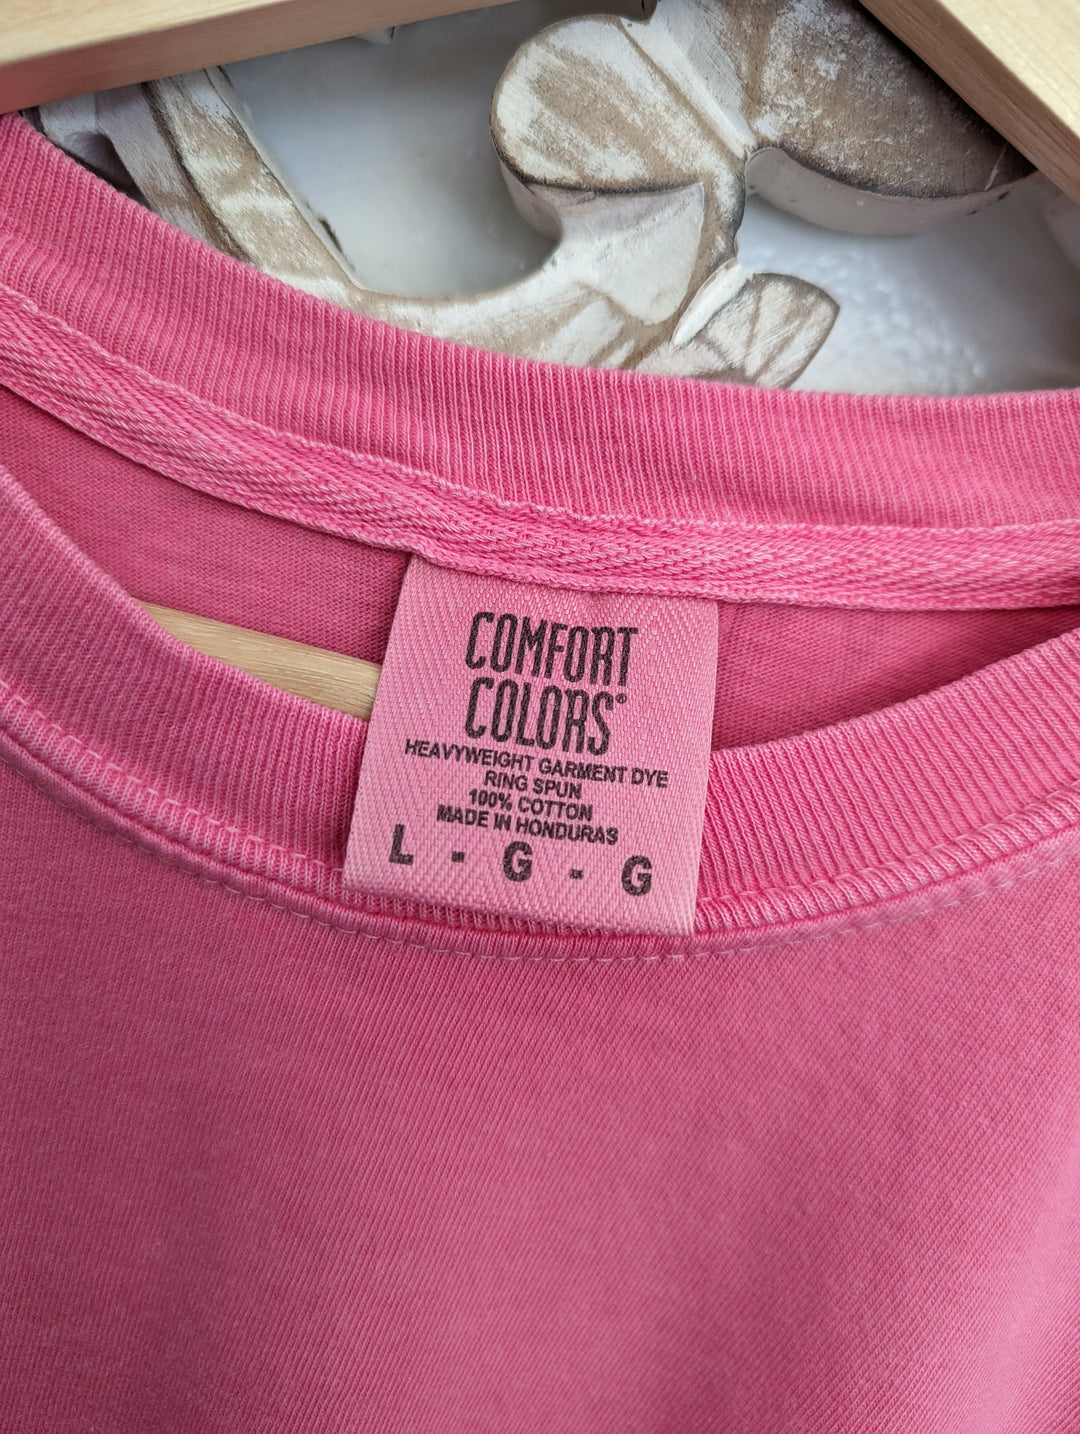 COMFORT
COLORS®
HEAVYWEIGHT GARMENT DYE
RING SPUN
100% COTTON
MADE IN HONDURAS
L - G - G